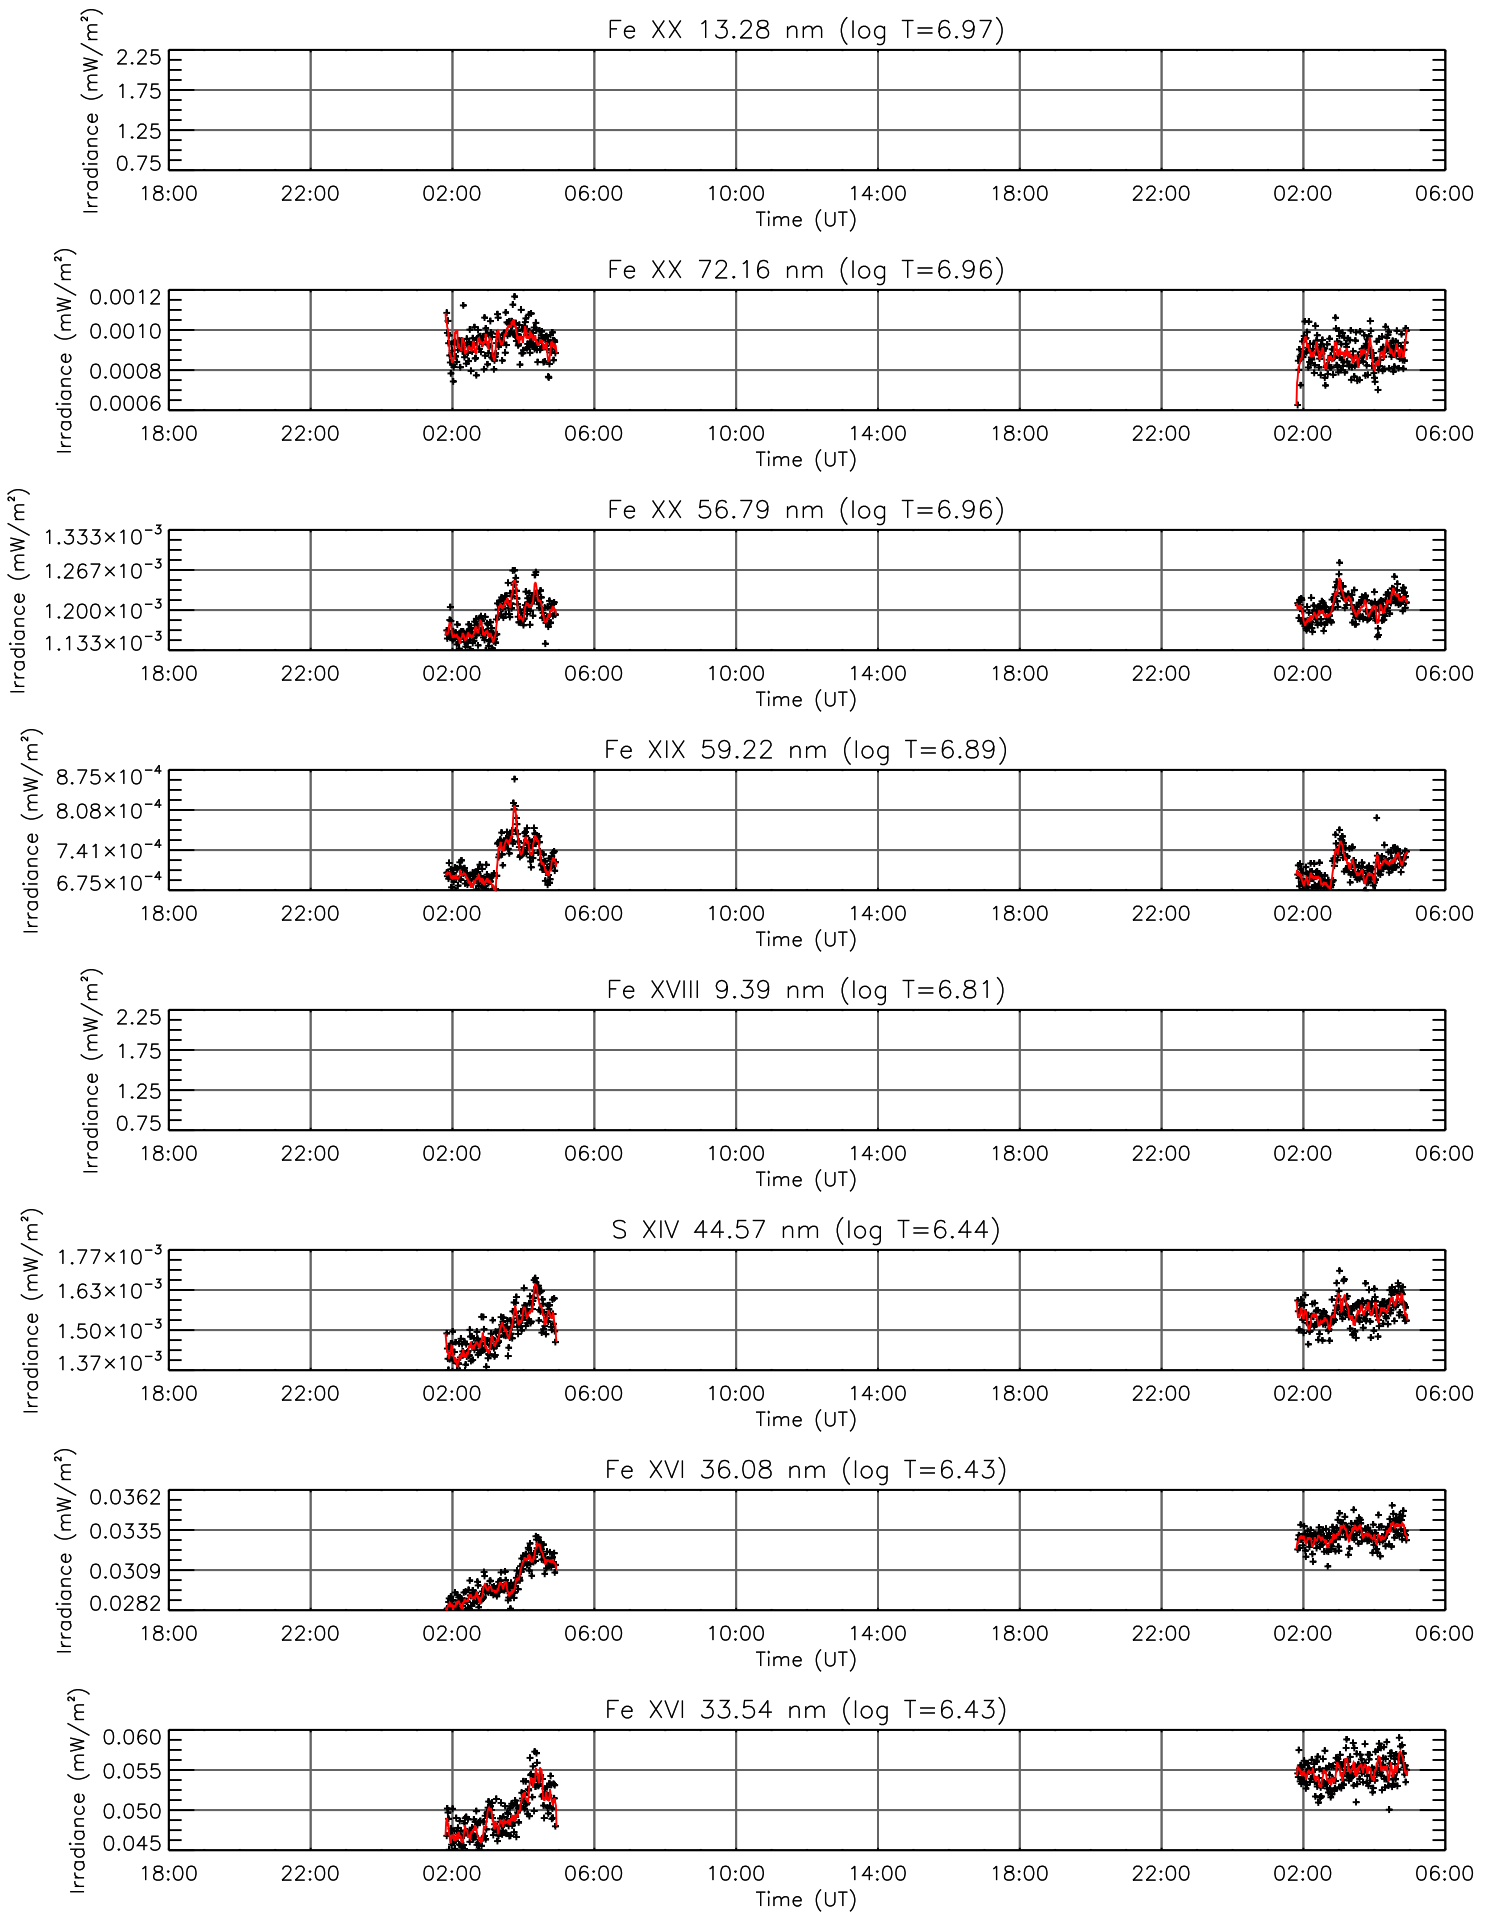 Fe XX 13.28 nm (log T=6.97)
Irradiance (mW/m²)
2.25
1.75
1.25
0.75
18:00 22:00 02:00 06:00 10:00 14:00 18:00 22:00 02:00 06:00
Time (UT)
Fe XX 72.16 nm (log T=6.96)
Irradiance (mW/m²)
0.0012
0.0010
0.0008
0.0006
18:00 22:00 02:00 06:00 10:00 14:00 18:00 22:00 02:00 06:00
Time (UT)
Fe XX 56.79 nm (log T=6.96)
Irradiance (mW/m²)
1.333×10⁻³
1.267×10⁻³
1.200×10⁻³
1.133×10⁻³
18:00 22:00 02:00 06:00 10:00 14:00 18:00 22:00 02:00 06:00
Time (UT)
Fe XIX 59.22 nm (log T=6.89)
Irradiance (mW/m²)
8.75×10⁻⁴
8.08×10⁻⁴
7.41×10⁻⁴
6.75×10⁻⁴
18:00 22:00 02:00 06:00 10:00 14:00 18:00 22:00 02:00 06:00
Time (UT)
Fe XVIII 9.39 nm (log T=6.81)
Irradiance (mW/m²)
2.25
1.75
1.25
0.75
18:00 22:00 02:00 06:00 10:00 14:00 18:00 22:00 02:00 06:00
Time (UT)
S XIV 44.57 nm (log T=6.44)
Irradiance (mW/m²)
1.77×10⁻³
1.63×10⁻³
1.50×10⁻³
1.37×10⁻³
18:00 22:00 02:00 06:00 10:00 14:00 18:00 22:00 02:00 06:00
Time (UT)
Fe XVI 36.08 nm (log T=6.43)
Irradiance (mW/m²)
0.0362
0.0335
0.0309
0.0282
18:00 22:00 02:00 06:00 10:00 14:00 18:00 22:00 02:00 06:00
Time (UT)
Fe XVI 33.54 nm (log T=6.43)
Irradiance (mW/m²)
0.060
0.055
0.050
0.045
18:00 22:00 02:00 06:00 10:00 14:00 18:00 22:00 02:00 06:00
Time (UT)